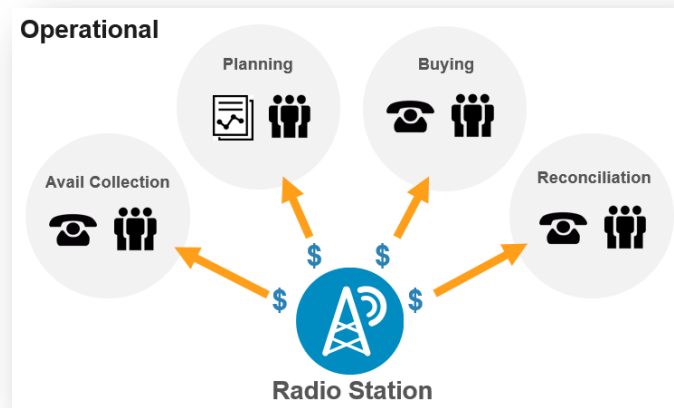 Operational
Planning
Buying
Avail Collection
Reconciliation
$
$
$
$
Radio Station